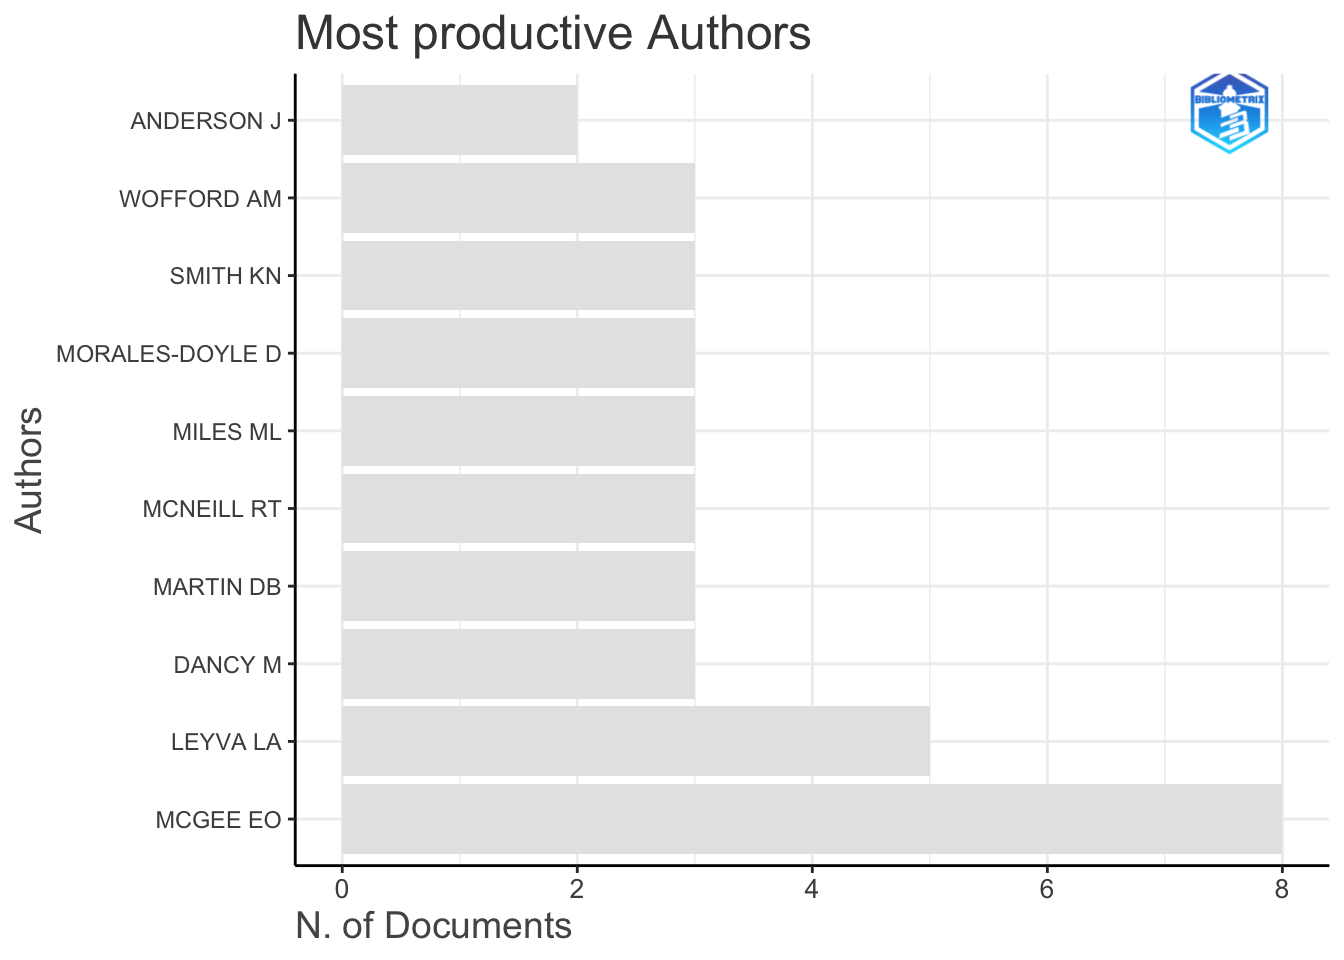 Most productive Authors
BIBLIOMETRIX
ANDERSON J
WOFFORD AM
SMITH KN
MORALES-DOYLE D
MILES ML
MCNEILL RT
MARTIN DB
DANCY M
LEYVA LA
MCGEE EO
Authors
0 2 4 6 8
N. of Documents